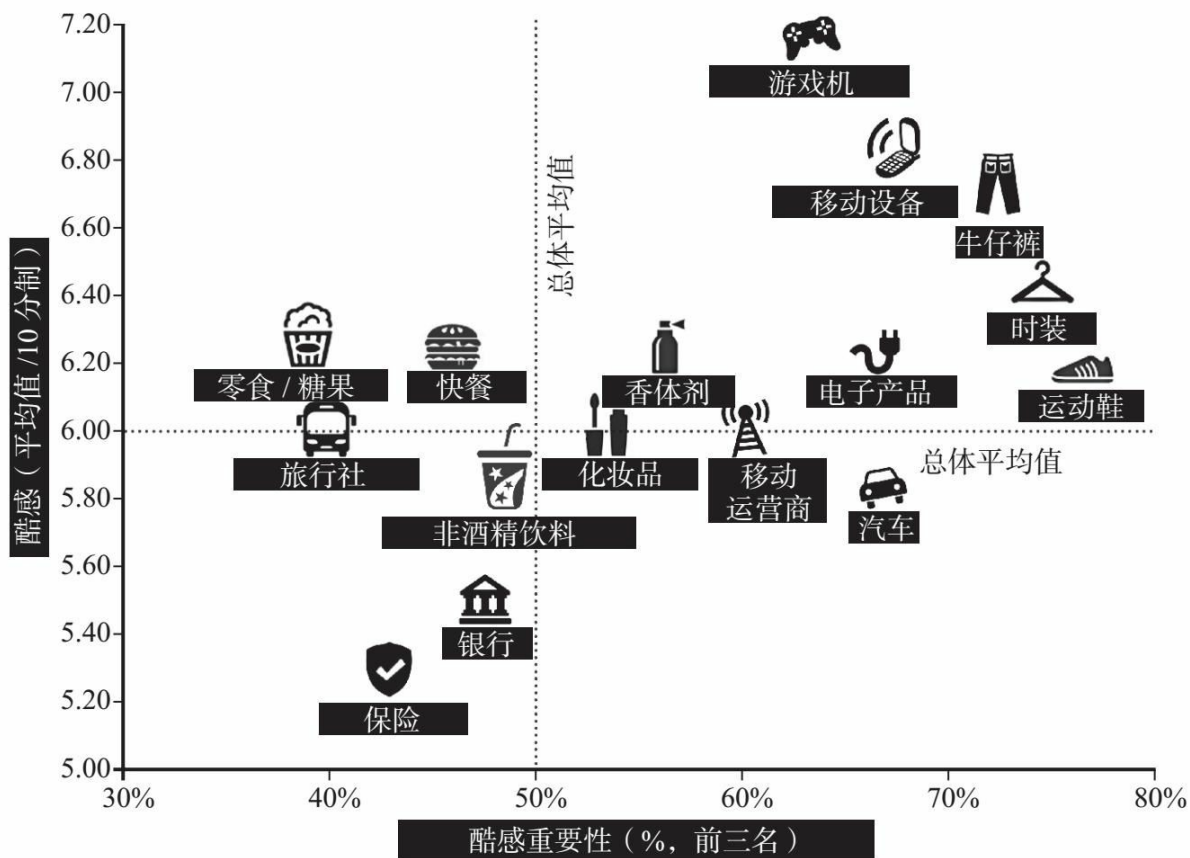 7.20
7.00
6.80
6.60
6.40
6.20
6.00
5.80
5.60
5.40
5.20
5.00
酷感（平均值/10分制）
游戏机
移动设备
总体平均值
牛仔裤
时装
零食/糖果
快餐
香体剂
电子产品
运动鞋
旅行社
化妆品
移动
运营商
总体平均值
汽车
非酒精饮料
银行
保险
30%
40%
50%
60%
70%
80%
酷感重要性（%，前三名）